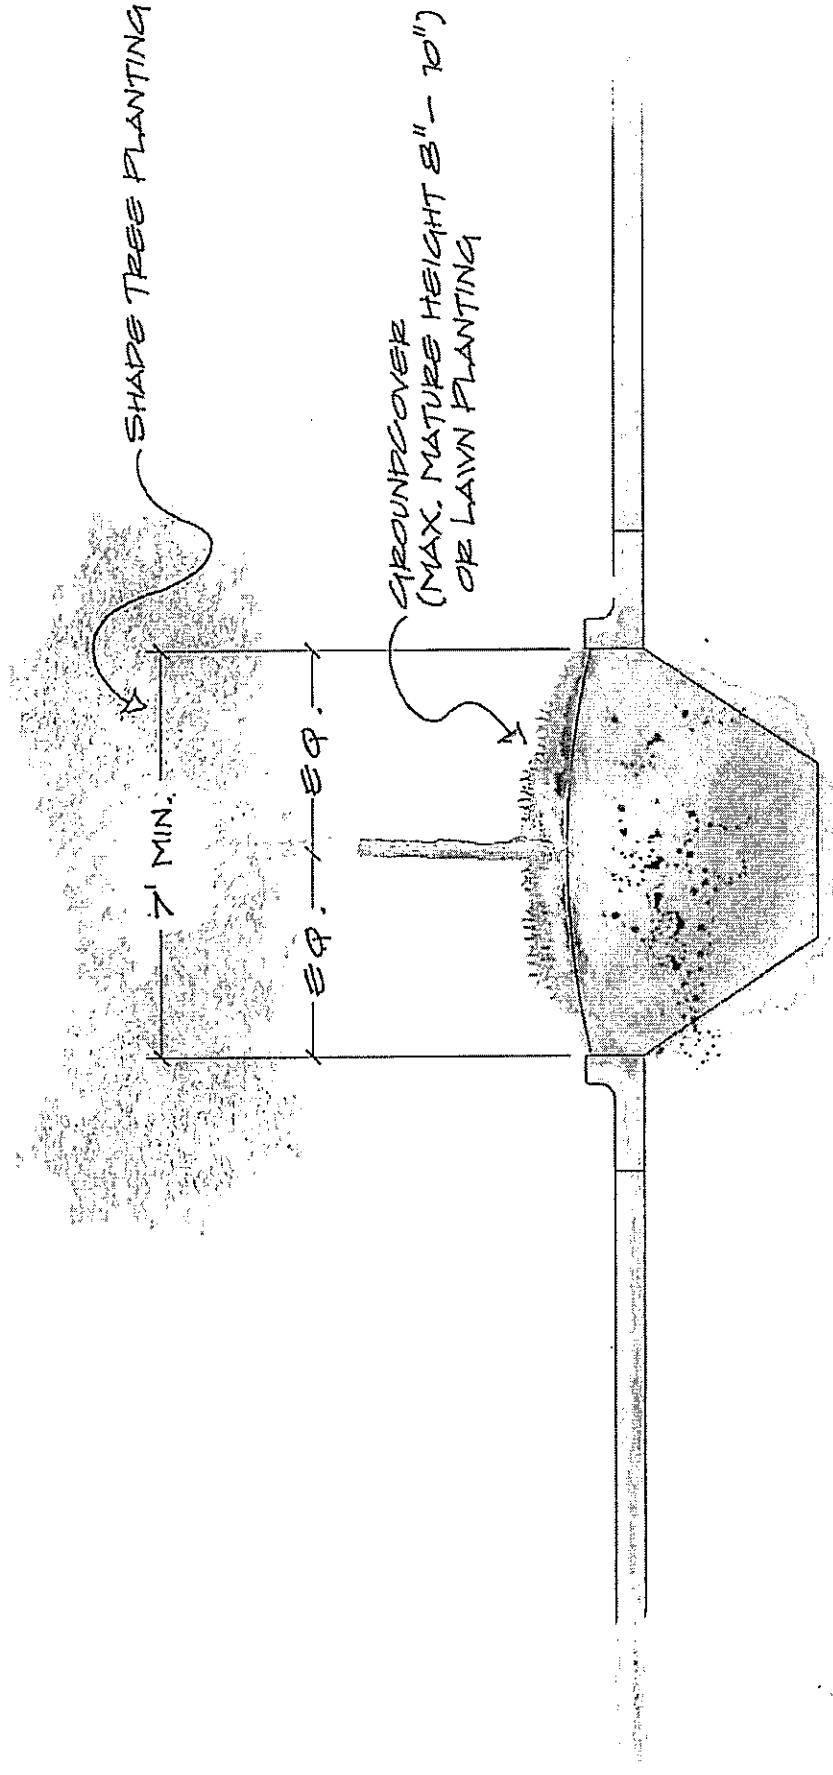 SHADE TREE PLANTING
7' MIN.
EQ. EQ.
GROUNDCOVER
(MAX. MATURE HEIGHT 8"- 10")
OR LAWN PLANTING